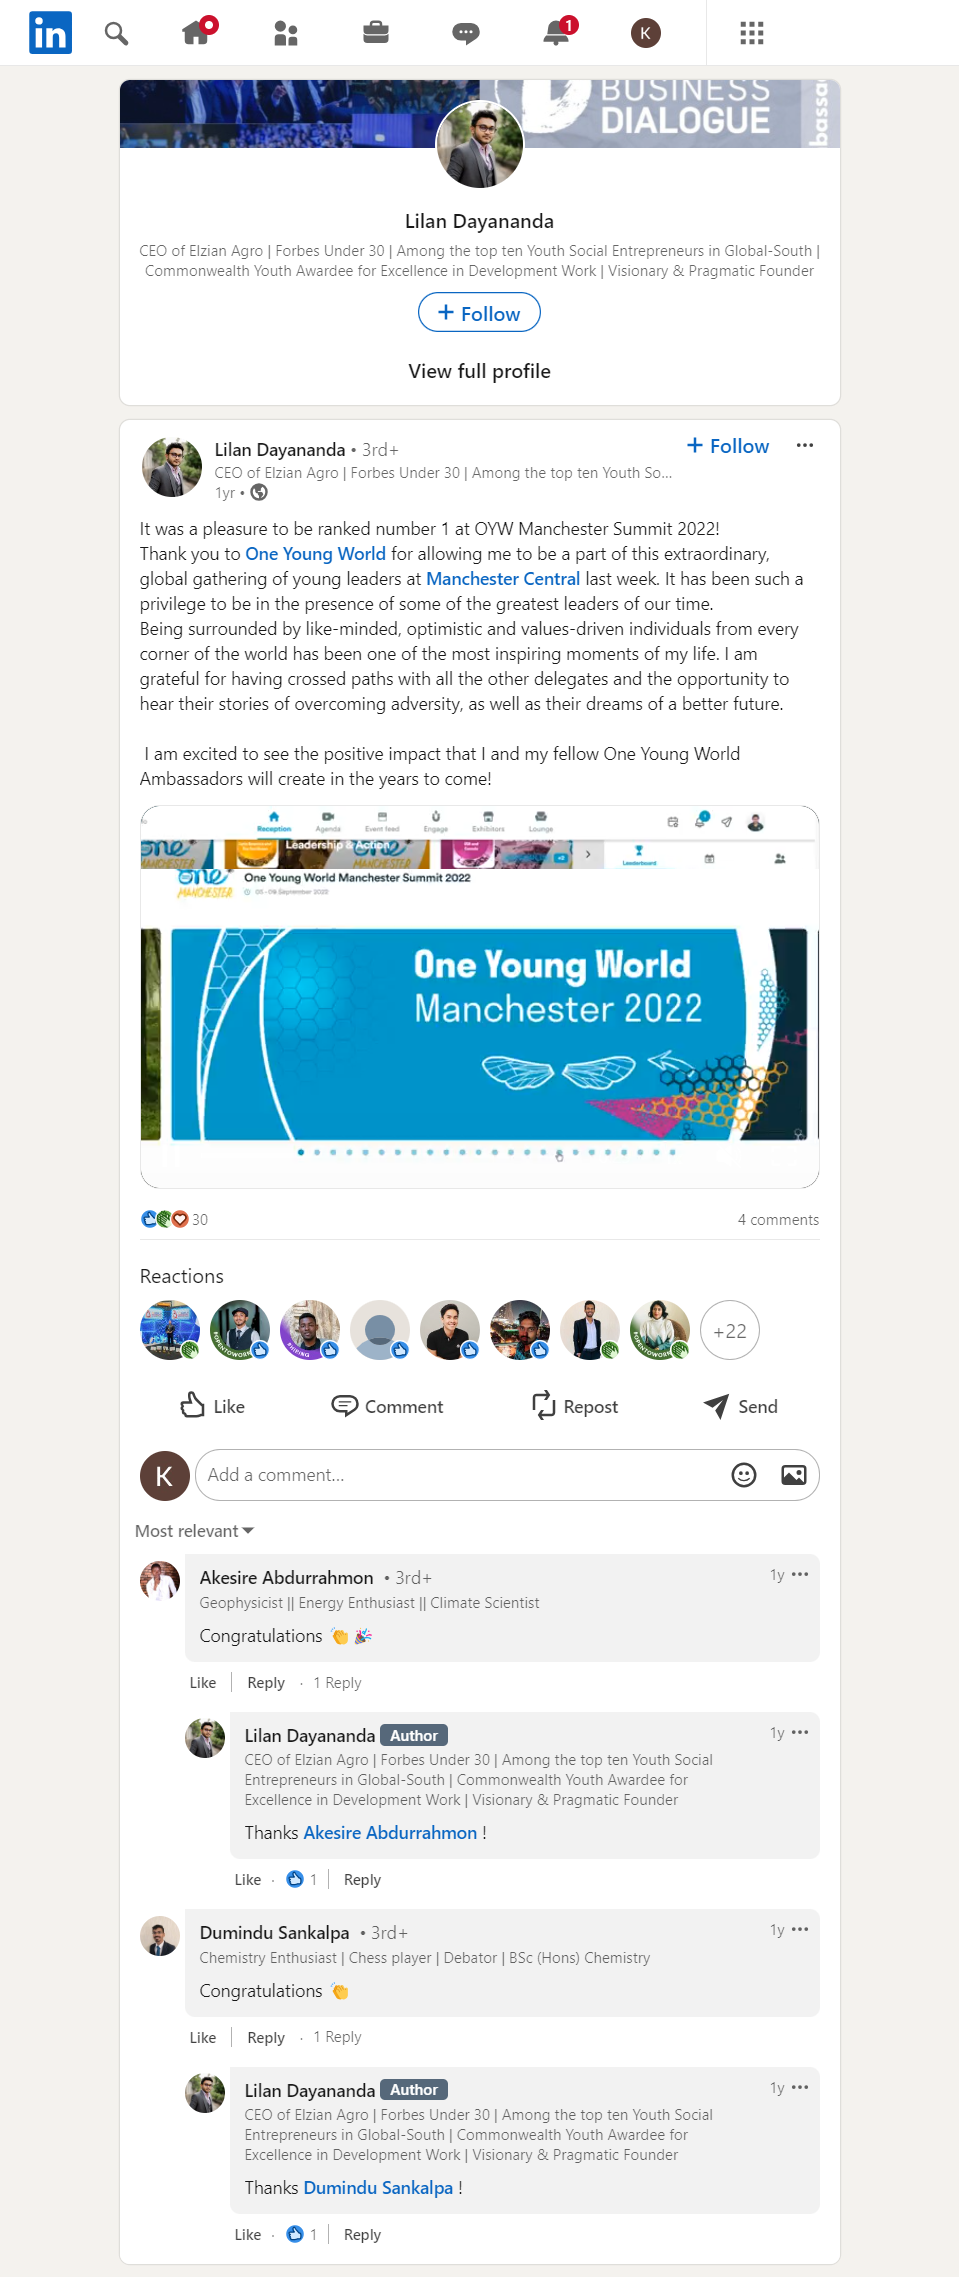 in
1
K
BUSINESS
DIALOGUE
bassa
Lilan Dayananda
CEO of Elzian Agro | Forbes Under 30 | Among the top ten Youth Social Entrepreneurs in Global-South |
Commonwealth Youth Awardee for Excellence in Development Work | Visionary & Pragmatic Founder
+ Follow
View full profile
Lilan Dayananda • 3rd+
+ Follow
CEO of Elzian Agro | Forbes Under 30 | Among the top ten Youth So...
1yr •
It was a pleasure to be ranked number 1 at OYW Manchester Summit 2022!
Thank you to One Young World for allowing me to be a part of this extraordinary,
global gathering of young leaders at Manchester Central last week. It has been such a
privilege to be in the presence of some of the greatest leaders of our time.
Being surrounded by like-minded, optimistic and values-driven individuals from every
corner of the world has been one of the most inspiring moments of my life. I am
grateful for having crossed paths with all the other delegates and the opportunity to
hear their stories of overcoming adversity, as well as their dreams of a better future.
I am excited to see the positive impact that I and my fellow One Young World
Ambassadors will create in the years to come!
Reception Agenda Event feed Engage Exhibitors Lounge
Leadership & Action
Leaderboard
one
MANCHESTER
One Young World Manchester Summit 2022
05 - 08 September 2022
One Young World
Manchester 2022
30
4 comments
Reactions
#OPENTOWORK
#HIRING
#OPENTOWORK
+22
Like
Comment
Repost
Send
K
Add a comment...
Most relevant
Akesire Abdurrahmon • 3rd+
1y
Geophysicist || Energy Enthusiast || Climate Scientist
Congratulations 👏 🎉
Like | Reply · 1 Reply
Lilan Dayananda Author
1y
CEO of Elzian Agro | Forbes Under 30 | Among the top ten Youth Social
Entrepreneurs in Global-South | Commonwealth Youth Awardee for
Excellence in Development Work | Visionary & Pragmatic Founder
Thanks Akesire Abdurrahmon !
Like · 1 | Reply
Dumindu Sankalpa • 3rd+
1y
Chemistry Enthusiast | Chess player | Debator | BSc (Hons) Chemistry
Congratulations 👏
Like | Reply · 1 Reply
Lilan Dayananda Author
1y
CEO of Elzian Agro | Forbes Under 30 | Among the top ten Youth Social
Entrepreneurs in Global-South | Commonwealth Youth Awardee for
Excellence in Development Work | Visionary & Pragmatic Founder
Thanks Dumindu Sankalpa !
Like · 1 | Reply